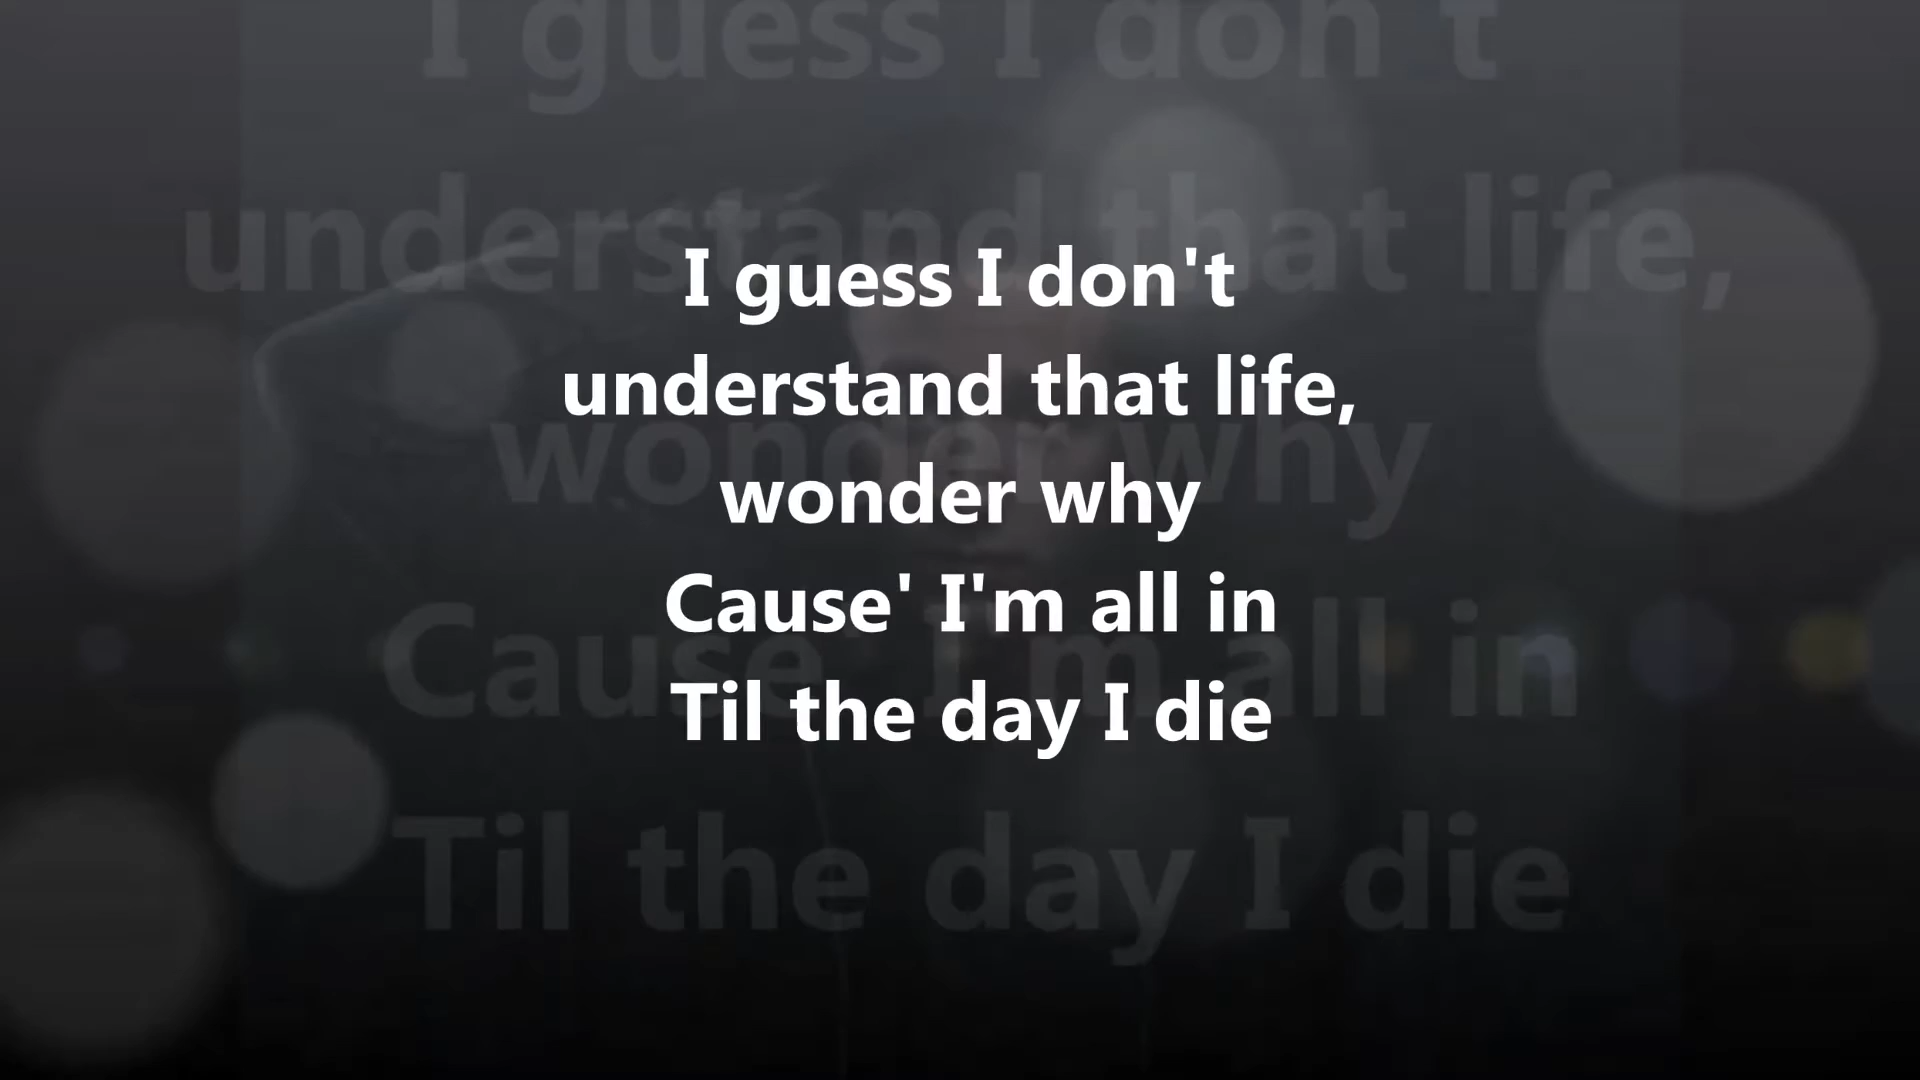 I guess I don't
understand that life,
wonder why
Cause' I'm all in
Til the day I die